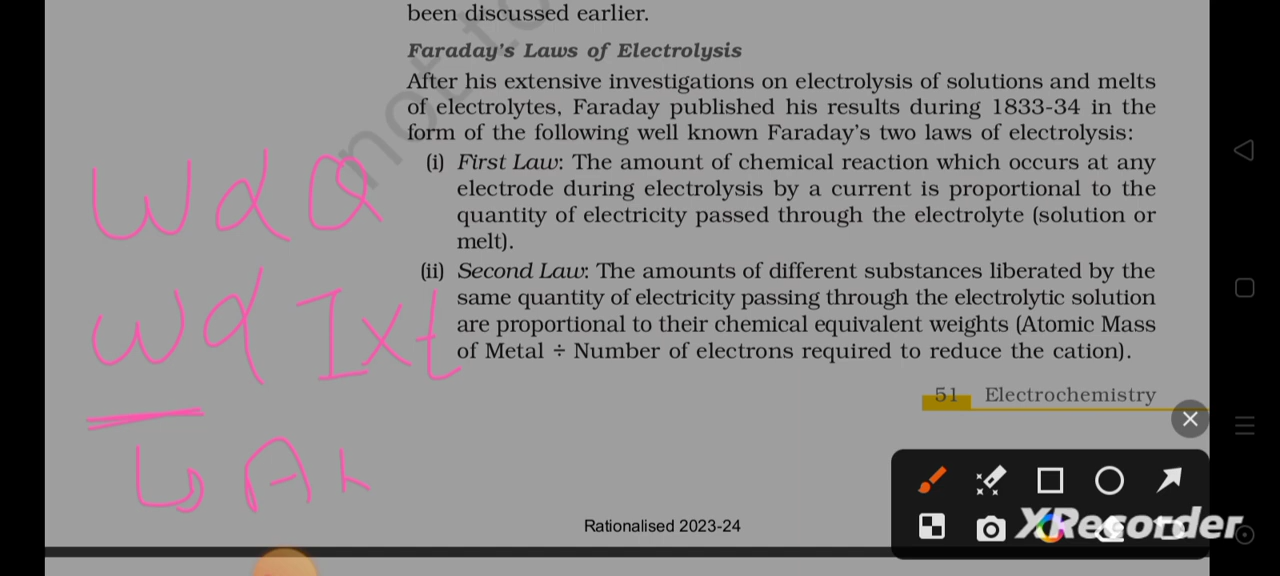 been discussed earlier.
Faraday's Laws of Electrolysis
After his extensive investigations on electrolysis of solutions and melts
of electrolytes, Faraday published his results during 1833-34 in the
form of the following well known Faraday's two laws of electrolysis:
(i) First Law: The amount of chemical reaction which occurs at any
electrode during electrolysis by a current is proportional to the
quantity of electricity passed through the electrolyte (solution or
melt).
(ii) Second Law: The amounts of different substances liberated by the
same quantity of electricity passing through the electrolytic solution
are proportional to their chemical equivalent weights (Atomic Mass
of Metal ÷ Number of electrons required to reduce the cation).
W α Q
W α I x t
↳ A
51 Electrochemistry
Rationalised 2023-24
XRecorder
not